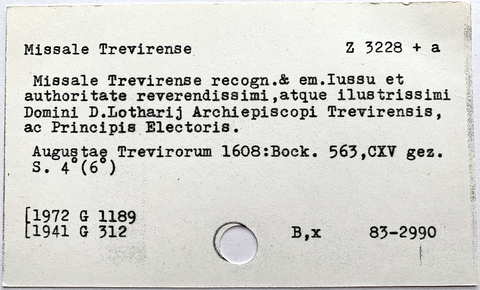 Missale Trevirense Z 3228 + a
Missale Trevirense recogn.& em.Iussu et
authoritate reverendissimi,atque ilustrissimi
Domini D.Lotharij Archiepiscopi Trevirensis,
ac Principis Electoris.
Augustae Trevirorum 1608:Bock. 563,CXV gez.
S. 4°(6°)
[1972 G 1189
[1941 G 312 B,x 83-2990